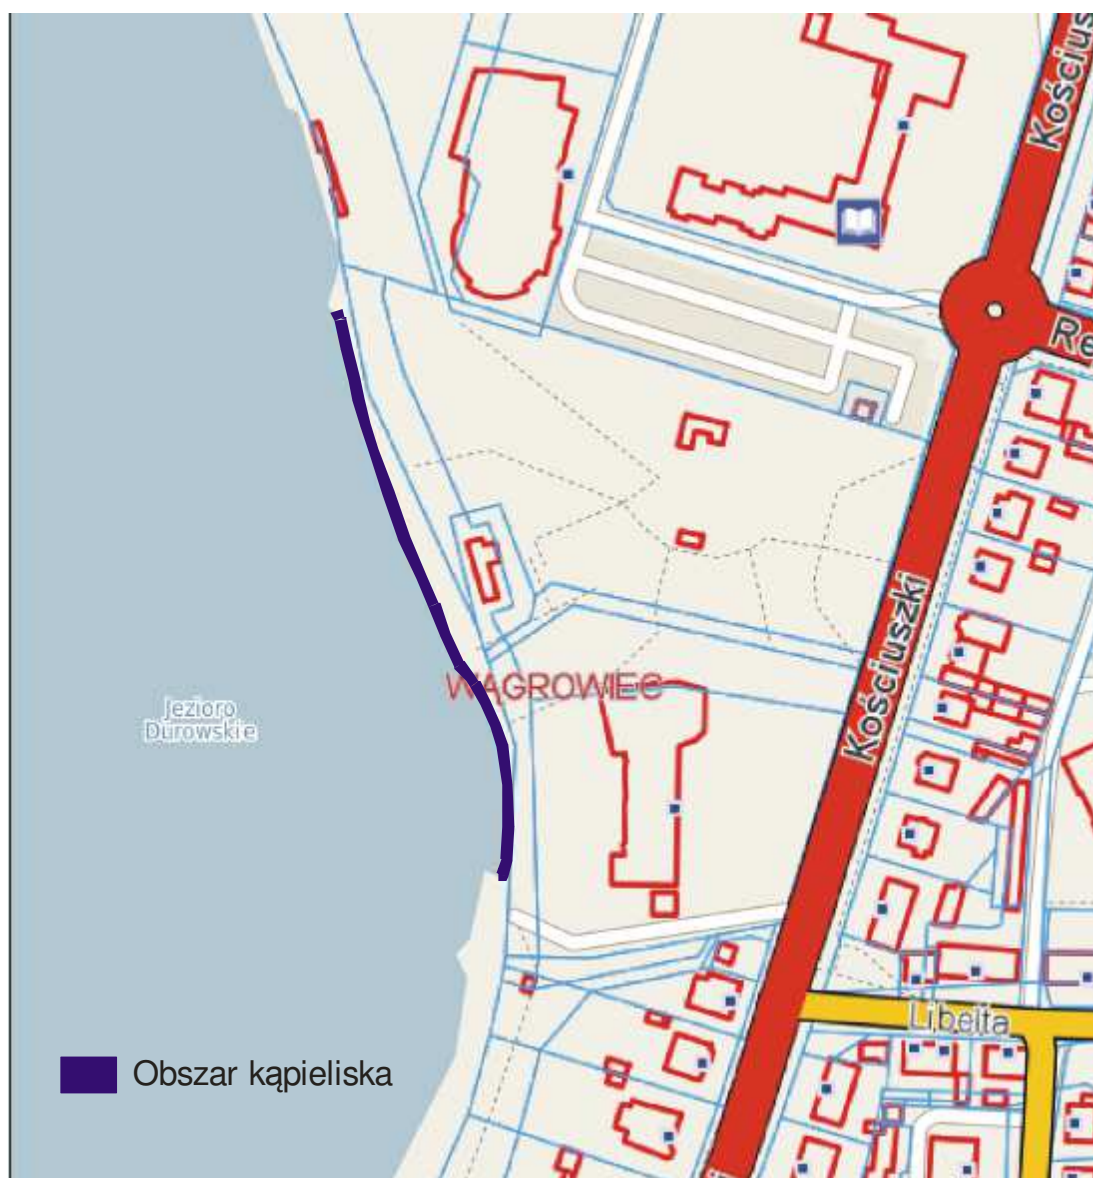 Kościus
Re
Kościuszki
WĄGROWIEC
Jezioro
Durowskie
Libelta
Obszar kąpieliska